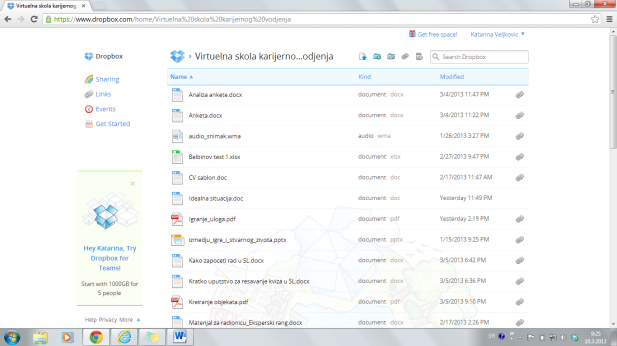 Virtuelna skola karijernog
https://www.dropbox.com/home/Virtuelna%20skola%20karijernog%20vodjenja
Get free space! Katarina Veljkovic
Dropbox
Virtuelna skola karijerno...odjenja
Search Dropbox
Sharing
Links
Events
Get Started
Name Kind Modified
Analiza ankete.docx document docx 3/4/2013 11:47 PM
Anketa.docx document docx 3/4/2013 11:22 PM
audio_snimak.wma audio wma 1/26/2013 3:27 PM
Belbinov test 1.xlsx document xlsx 2/27/2013 9:47 PM
CV sablon.doc document doc 2/17/2013 11:47 AM
Idealna situacija.doc document doc Yesterday 11:49 PM
Igranje_uloga.pdf document pdf Yesterday 2:19 PM
izmedju_igre_i_stvarnog_zivota.pptx document pptx 1/15/2013 9:25 PM
Kako zapoceti rad u SL.docx document docx 3/5/2013 6:42 PM
Kratko uputstvo za resavanje kviza u SL.docx document docx 3/5/2013 6:36 PM
Kreiranje objekata.pdf document pdf 3/3/2013 9:10 PM
Materijal za radionicu_Ekspierski rang.docx document docx 2/17/2013 2:26 PM
Hey Katarina, Try
Dropbox for
Teams!
Start with 1000GB for
5 people
Help Privacy More
SR
9:25
10.3.2013